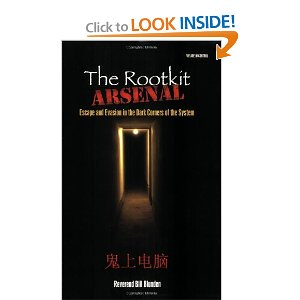 Click to LOOK INSIDE!
The Rootkit
ARSENAL
Escape and Evasion in the Dark Corners of the System
鬼上电脑
Reverend Bill Blunden